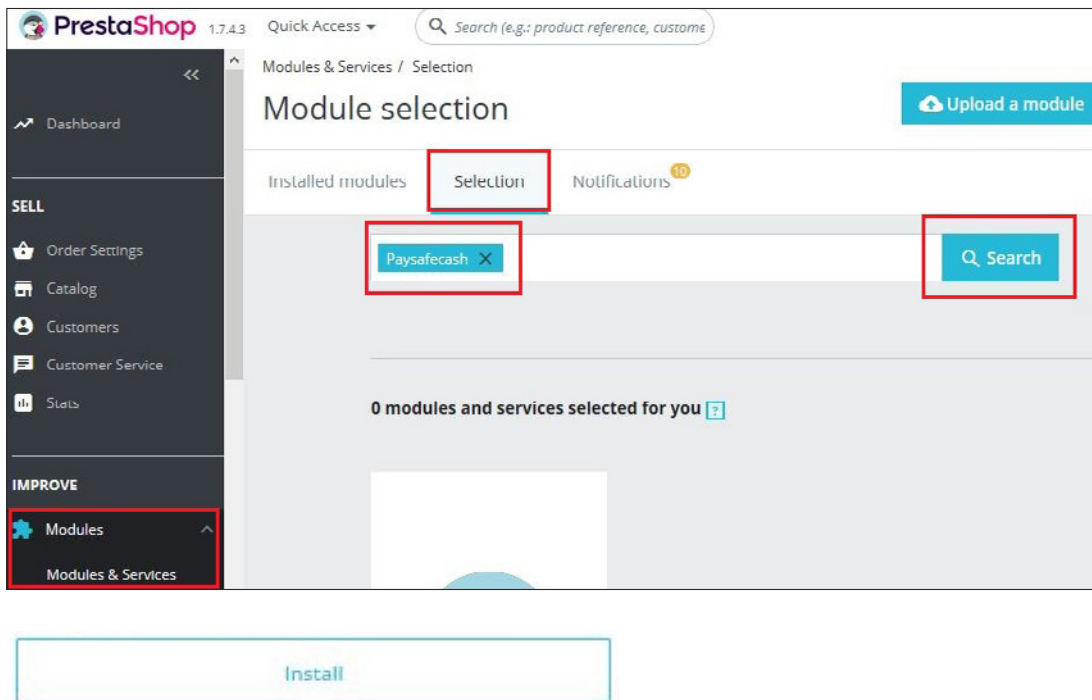 PrestaShop 1.7.4.3 Quick Access Search (e.g.: product reference, custome
Modules & Services / Selection
Module selection
Upload a module
Dashboard
Installed modules Selection Notifications 10
SELL
Order Settings
Paysafecash X Search
Catalog
Customers
Customer Service
Stats
0 modules and services selected for you ?
IMPROVE
Modules
Modules & Services
Install